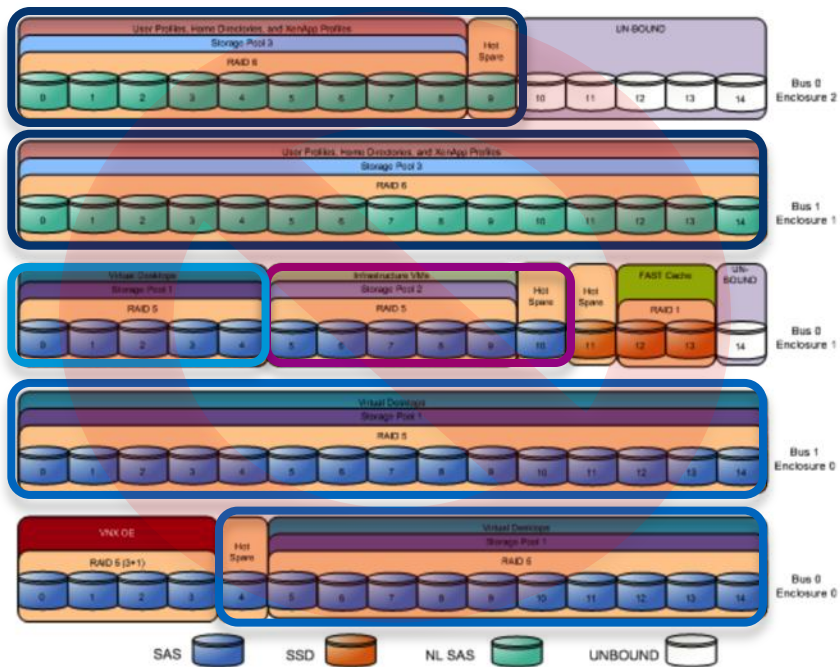 User Profiles, Home Directories, and XenApp Profiles
Storage Pool 3
RAID 6
Hot Spare
UN-BOUND
0 1 2 3 4 5 6 7 8 9 10 11 12 13 14
Bus 0
Enclosure 2
User Profiles, Home Directories, and XenApp Profiles
Storage Pool 3
RAID 6
0 1 2 3 4 5 6 7 8 9 10 11 12 13 14
Bus 1
Enclosure 1
Virtual Desktops
Storage Pool 1
RAID 5
Infrastructure VMs
Storage Pool 2
RAID 5
Hot Spare
Hot Spare
FAST Cache
RAID 1
UN-BOUND
0 1 2 3 4 5 6 7 8 9 10 11 12 13 14
Bus 0
Enclosure 1
Virtual Desktops
Storage Pool 1
RAID 5
0 1 2 3 4 5 6 7 8 9 10 11 12 13 14
Bus 1
Enclosure 0
VNX OE
RAID 5 (3+1)
Hot Spare
Virtual Desktops
Storage Pool 1
RAID 5
0 1 2 3 4 5 6 7 8 9 10 11 12 13 14
Bus 0
Enclosure 0
SAS SSD NL SAS UNBOUND